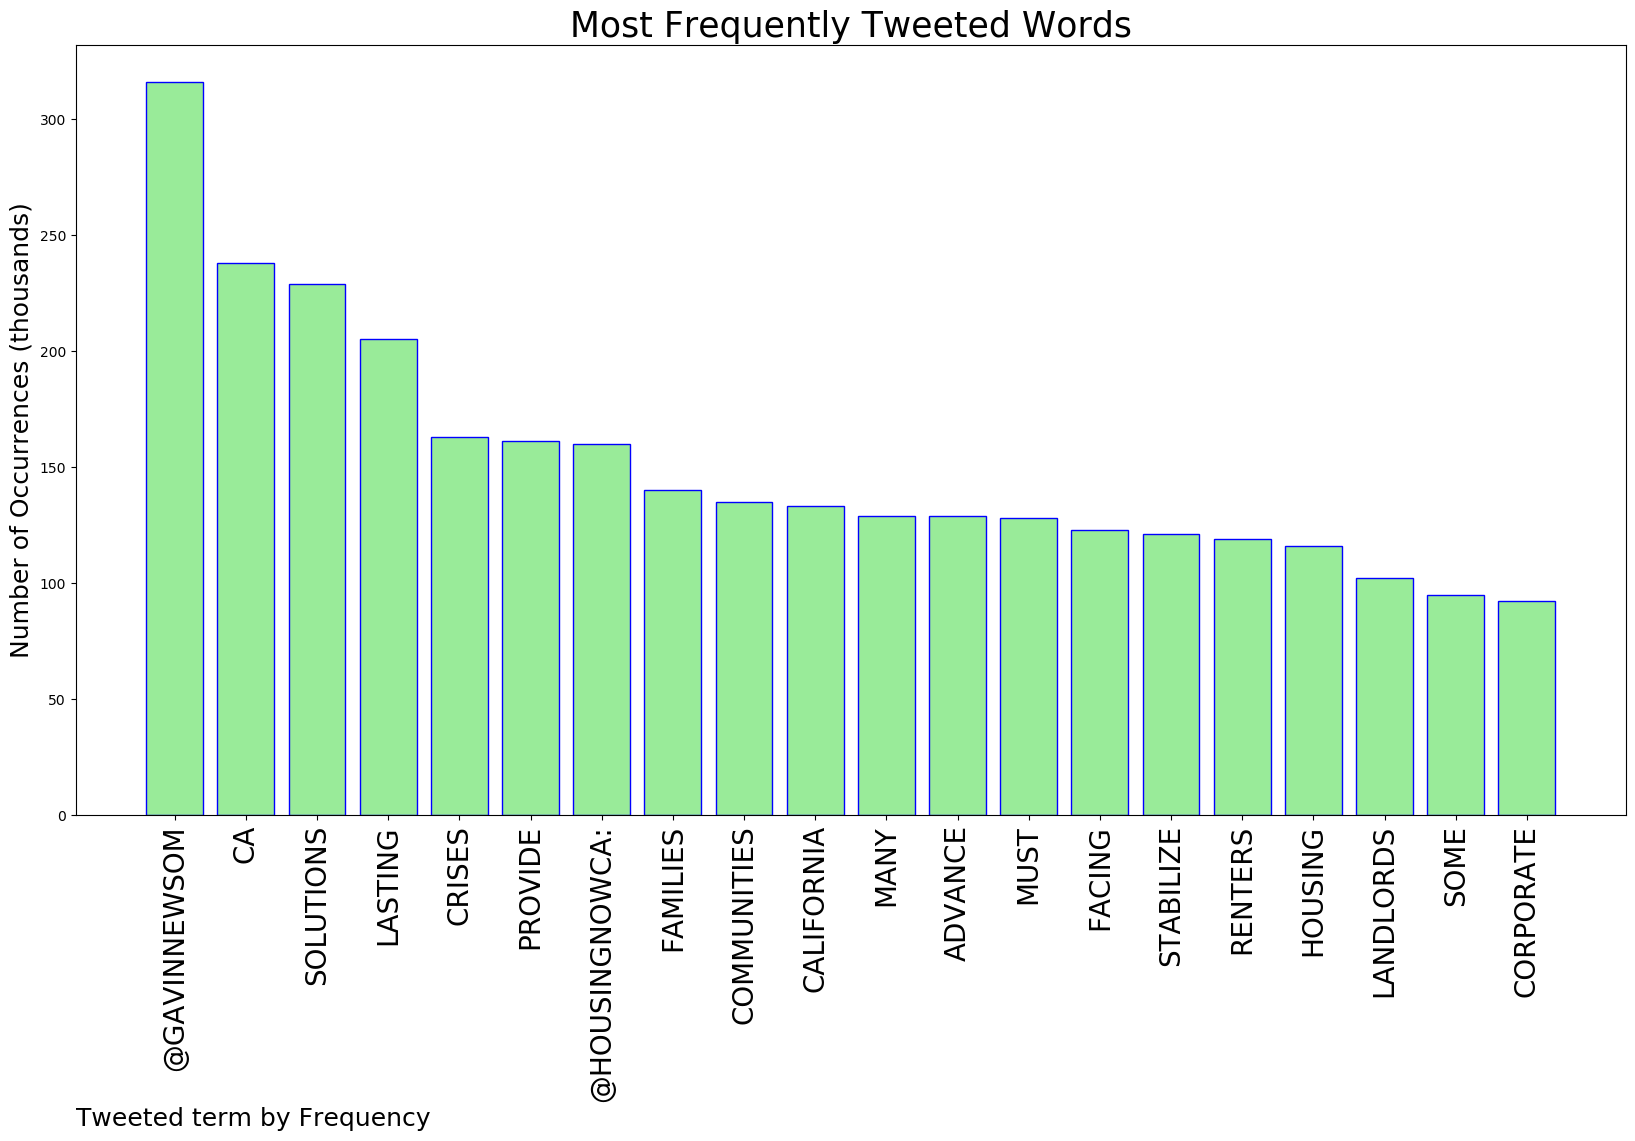 Most Frequently Tweeted Words
Number of Occurrences (thousands)
300
250
200
150
100
50
0
@GAVINNEWSOM
CA
SOLUTIONS
LASTING
CRISES
PROVIDE
@HOUSINGNOWCA:
FAMILIES
COMMUNITIES
CALIFORNIA
MANY
ADVANCE
MUST
FACING
STABILIZE
RENTERS
HOUSING
LANDLORDS
SOME
CORPORATE
Tweeted term by Frequency